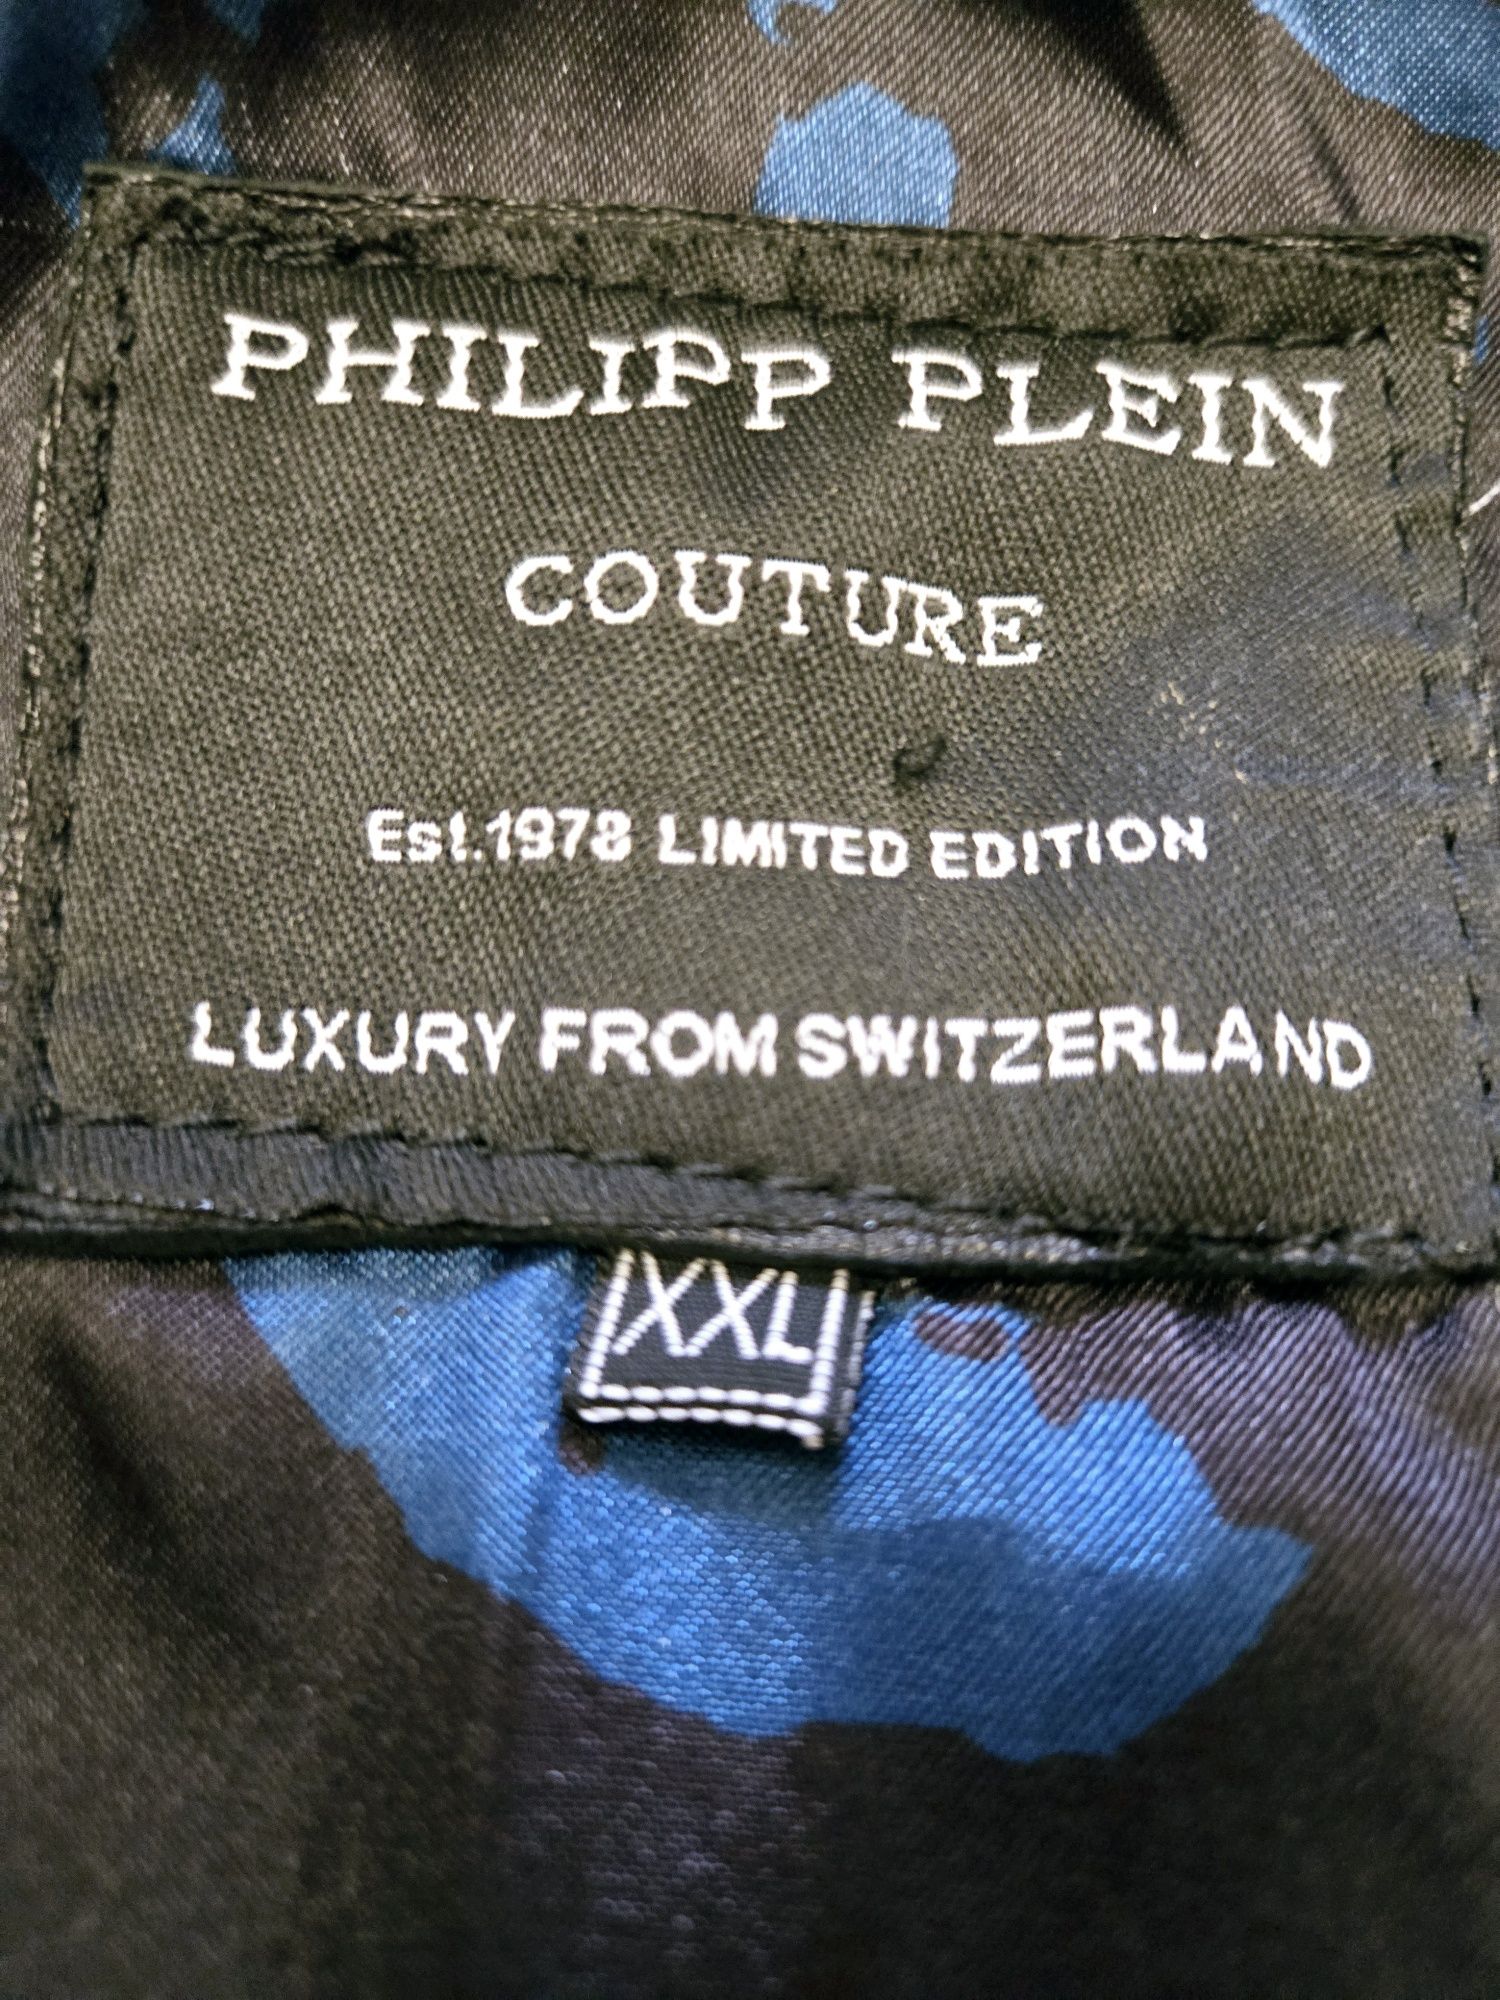 PHILIPP PLEIN
COUTURE
Est.1978 LIMITED EDITION
LUXURY FROM SWITZERLAND
XXL